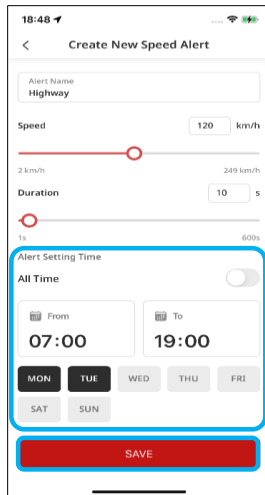 18:48
Create New Speed Alert
Alert Name
Highway
Speed 120 km/h
2 km/h 249 km/h
Duration 10 s
1s 600s
Alert Setting Time
All Time
From To
07:00 19:00
MON TUE WED THU FRI
SAT SUN
SAVE